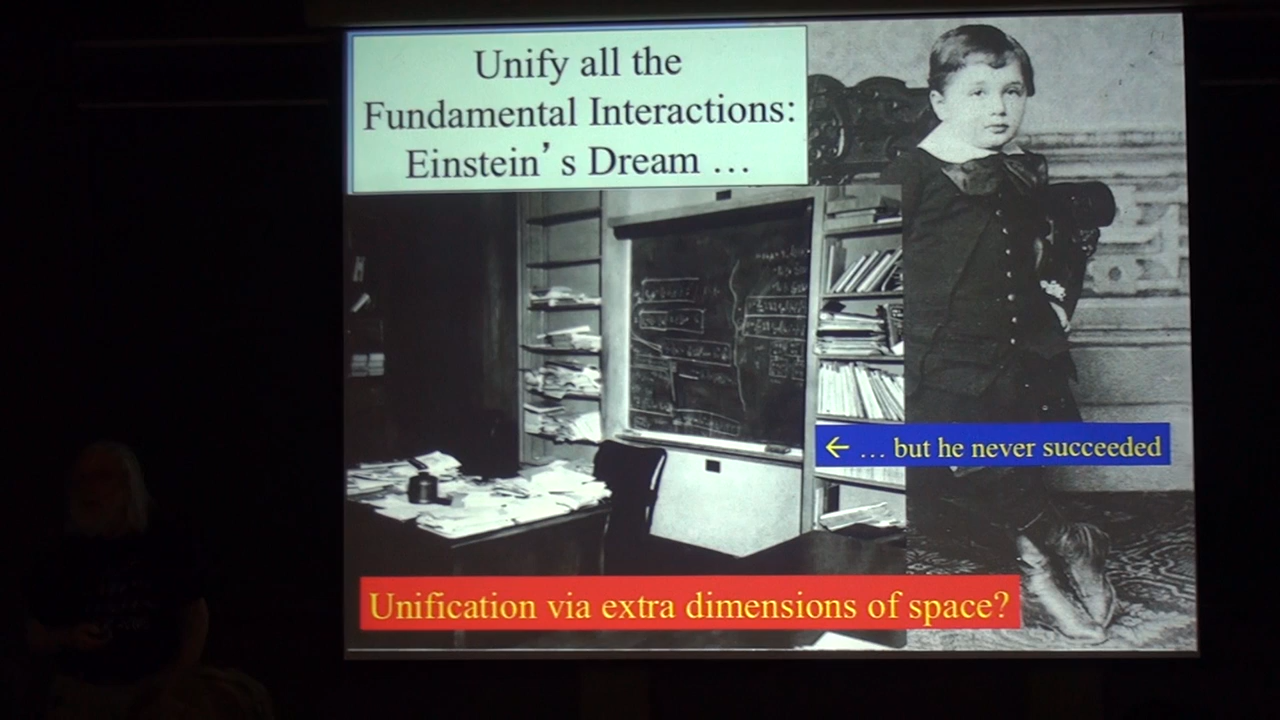 Unify all the
Fundamental Interactions:
Einstein’s Dream …
← … but he never succeeded
Unification via extra dimensions of space?